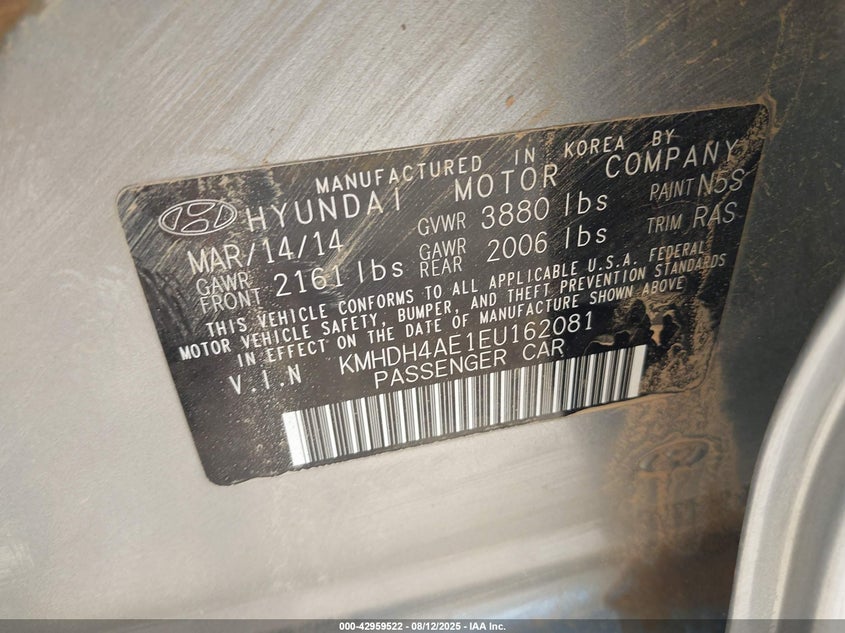 MANUFACTURED IN KOREA BY
HYUNDAI MOTOR COMPANY
MAR/14/14 GVWR 3880 lbs PAINT N5S
GAWR FRONT 2161 lbs GAWR REAR 2006 lbs TRIM RAS
THIS VEHICLE CONFORMS TO ALL APPLICABLE U.S.A. FEDERAL
MOTOR VEHICLE SAFETY, BUMPER, AND THEFT PREVENTION STANDARDS
IN EFFECT ON THE DATE OF MANUFACTURE SHOWN ABOVE
V.I.N KMHDH4AE1EU162081
PASSENGER CAR
000-42959522 - 08/12/2025 - IAA Inc.